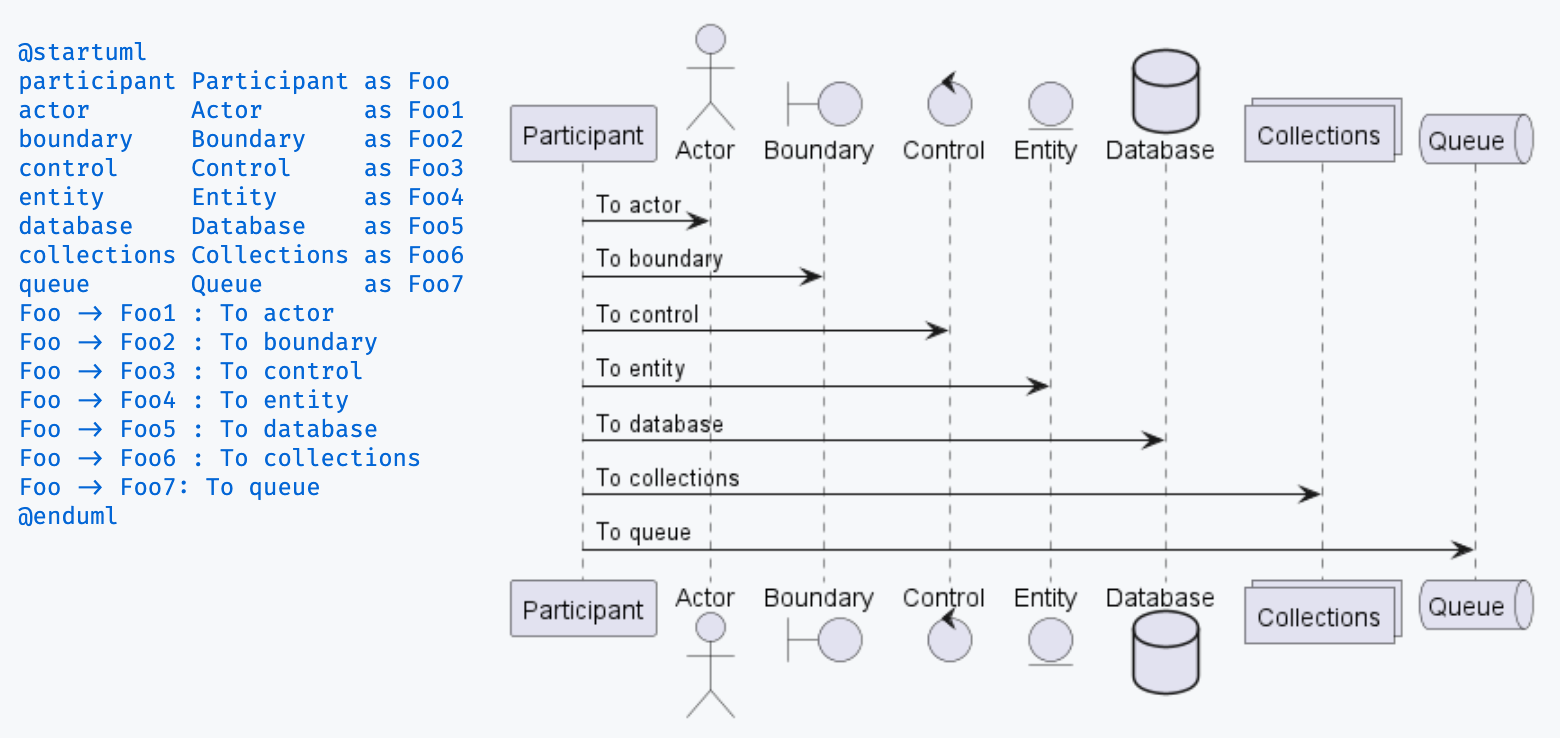 @startuml
participant Participant as Foo
actor       Actor       as Foo1
boundary    Boundary    as Foo2
control     Control     as Foo3
entity      Entity      as Foo4
database    Database    as Foo5
collections Collections as Foo6
queue       Queue       as Foo7
Foo -> Foo1 : To actor
Foo -> Foo2 : To boundary
Foo -> Foo3 : To control
Foo -> Foo4 : To entity
Foo -> Foo5 : To database
Foo -> Foo6 : To collections
Foo -> Foo7: To queue
@enduml
Participant Actor Boundary Control Entity Database Collections Queue
To actor
To boundary
To control
To entity
To database
To collections
To queue
Participant Actor Boundary Control Entity Database Collections Queue